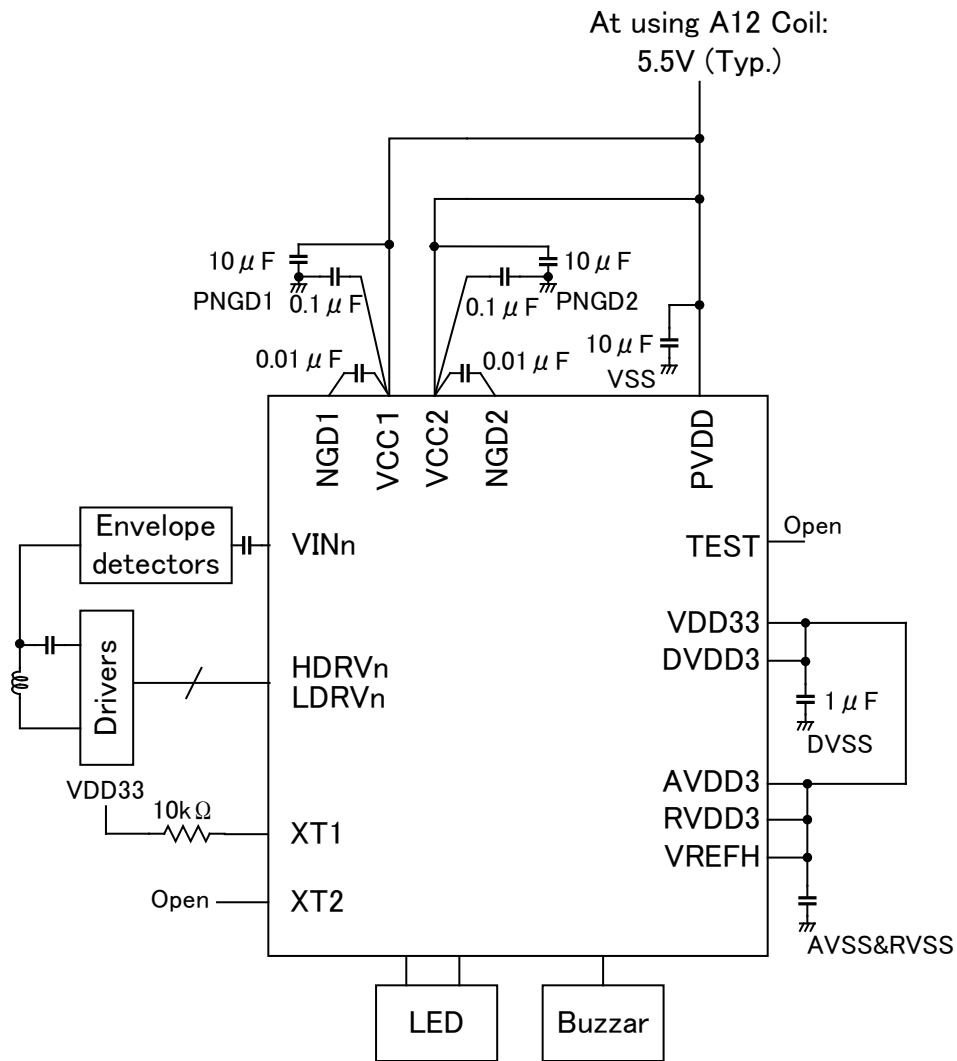 At using A12 Coil:
5.5V (Typ.)
10μF
10μF
PNGD1
0.1μF
0.1μF
PNGD2
10μF
VSS
0.01μF
0.01μF
NGD1
VCC1
VCC2
NGD2
PVDD
Envelope
detectors
VINn
TEST
Open
VDD33
DVDD3
Drivers
HDRVn
LDRVn
1μF
DVSS
VDD33
10kΩ
XT1
AVDD3
RVDD3
VREFH
Open
XT2
AVSS&RVSS
LED
Buzzar